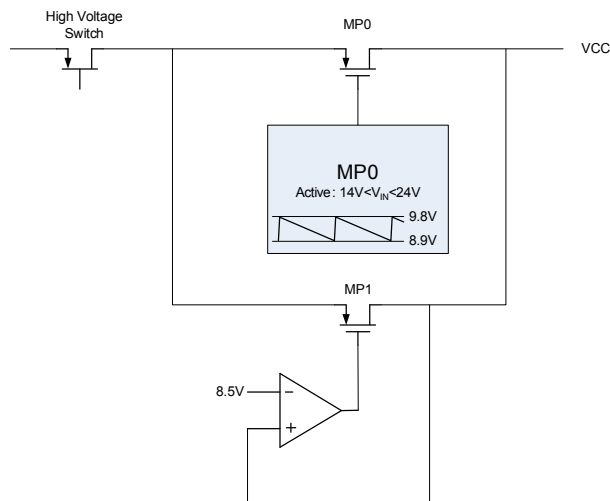 High Voltage
Switch
MP0
VCC
MP0
Active: 14V<VIN<24V
9.8V
8.9V
MP1
8.5V
−
+